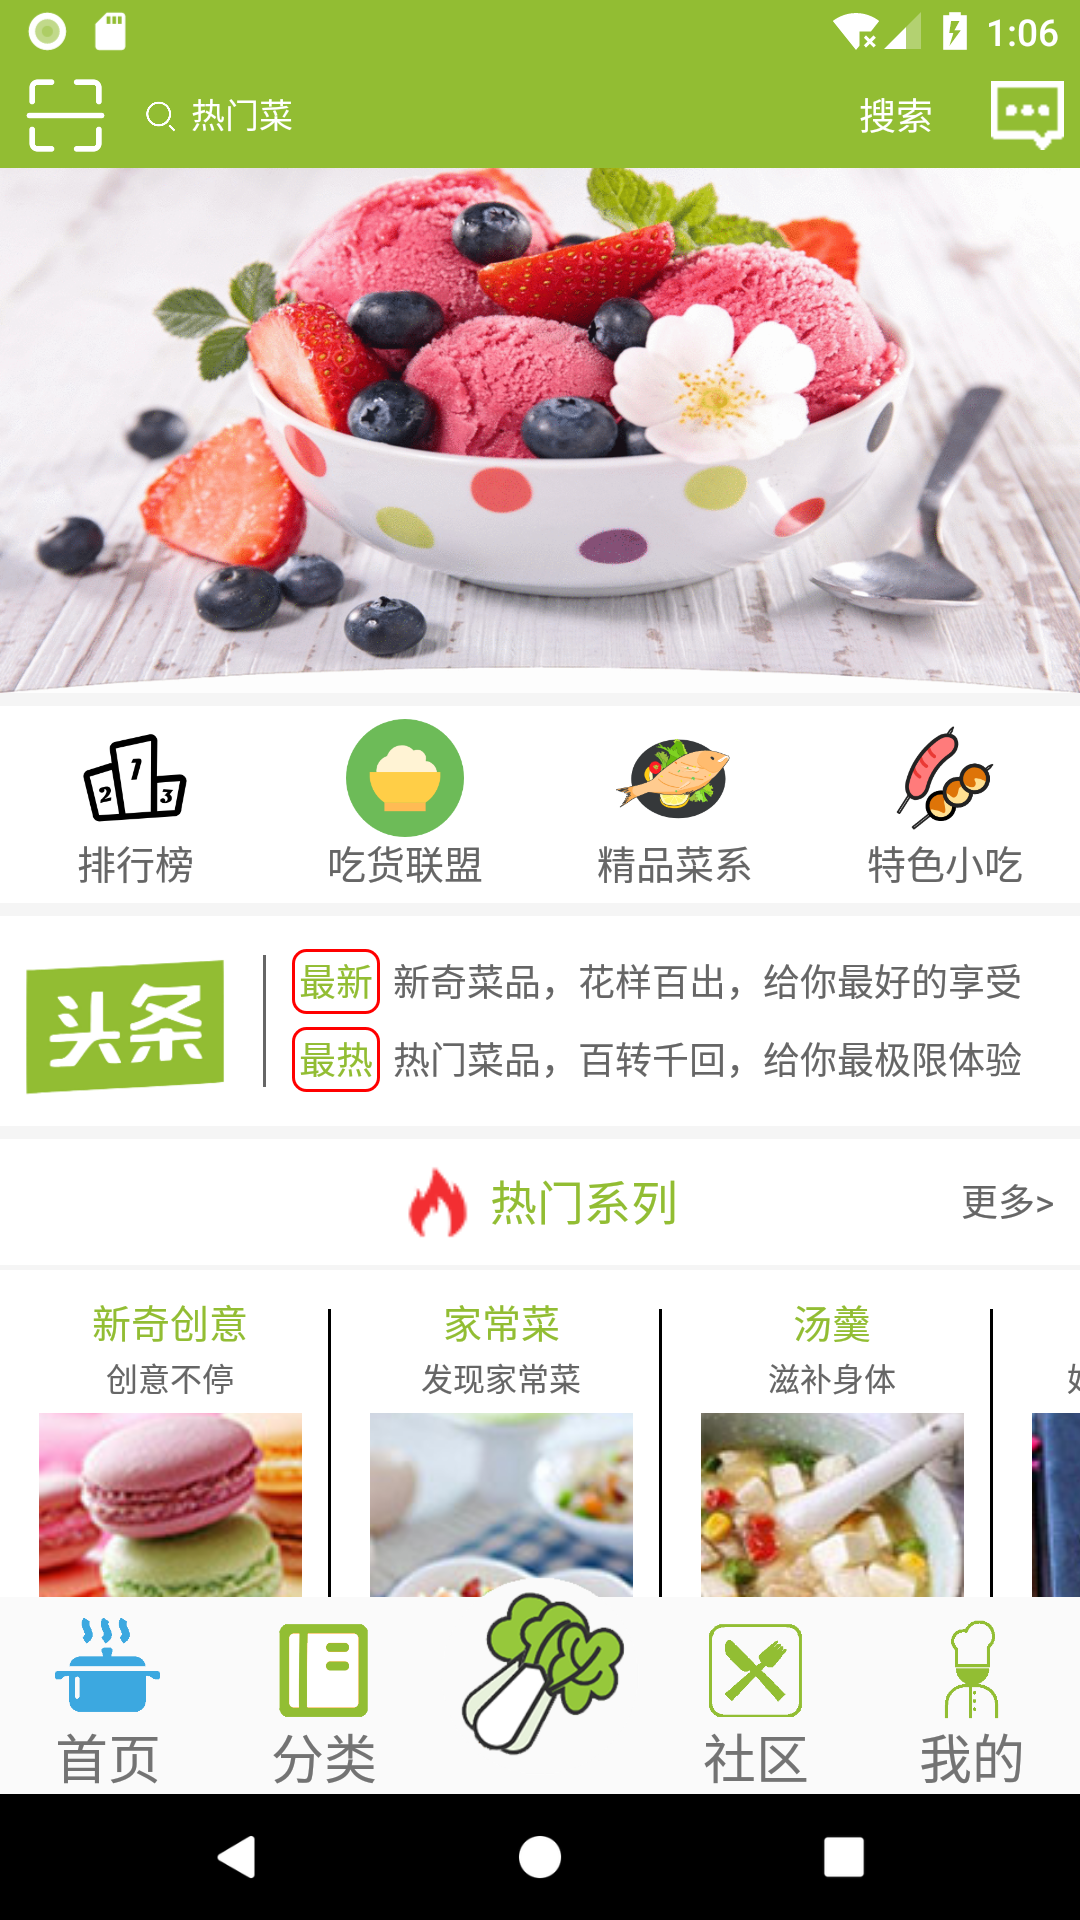 1:06
热门菜 搜索
1
2 3
排行榜 吃货联盟 精品菜系 特色小吃
头条
最新 新奇菜品，花样百出，给你最好的享受
最热 热门菜品，百转千回，给你最极限体验
热门系列 更多>
新奇创意 家常菜 汤羹
创意不停 发现家常菜 滋补身体
首页 分类 社区 我的